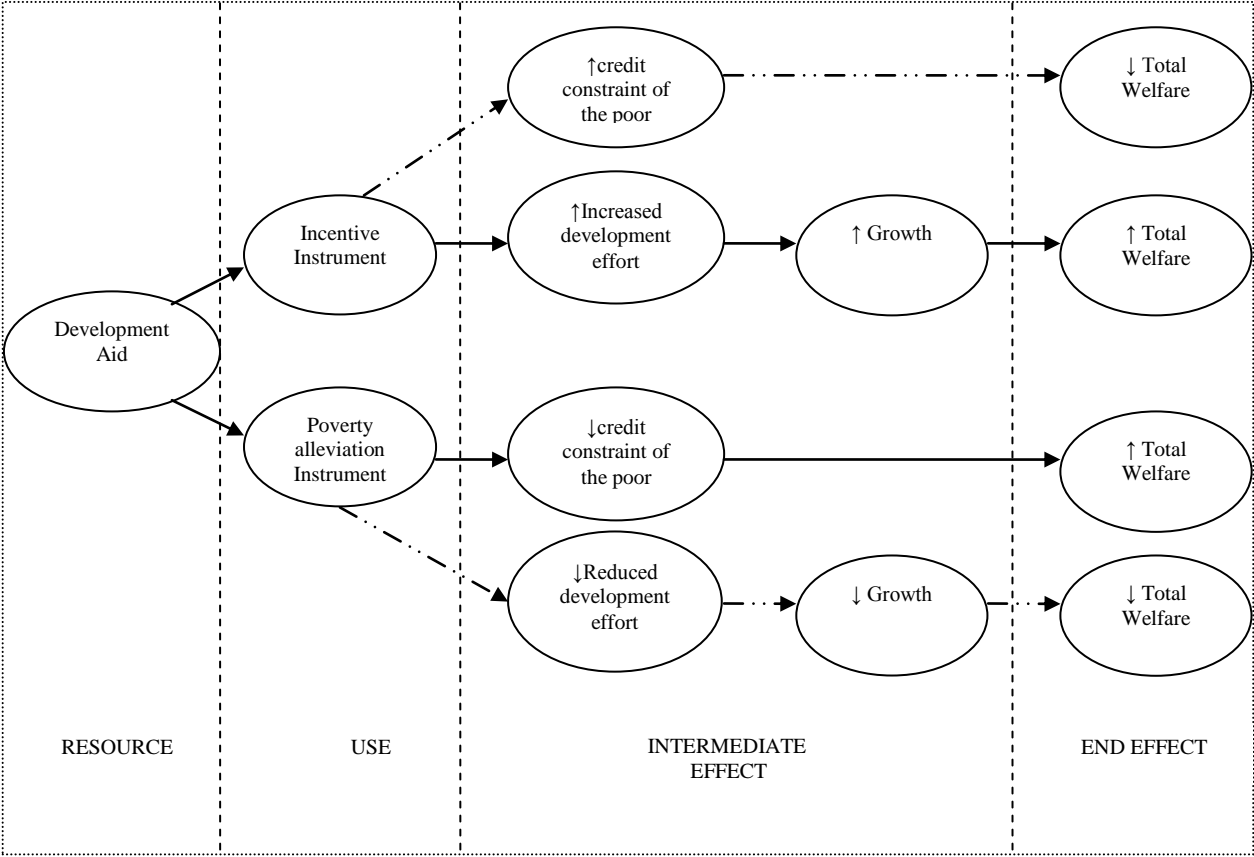 ↑credit
constraint of
the poor
↓ Total
Welfare
Incentive
Instrument
↑Increased
development
effort
↑ Growth
↑ Total
Welfare
Development
Aid
Poverty
alleviation
Instrument
↓credit
constraint of
the poor
↑ Total
Welfare
↓Reduced
development
effort
↓ Growth
↓ Total
Welfare
RESOURCE
USE
INTERMEDIATE
EFFECT
END EFFECT